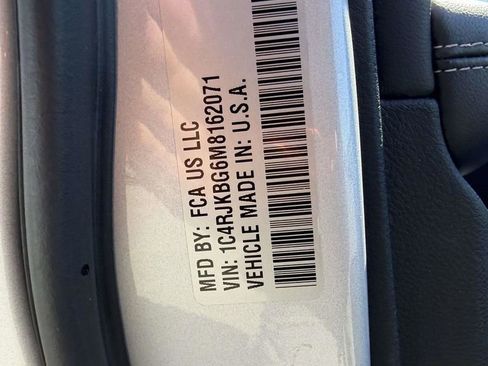 MFD BY: FCA US LLC
VIN: 1C4RJKBG6M8162071
VEHICLE MADE IN: U.S.A.